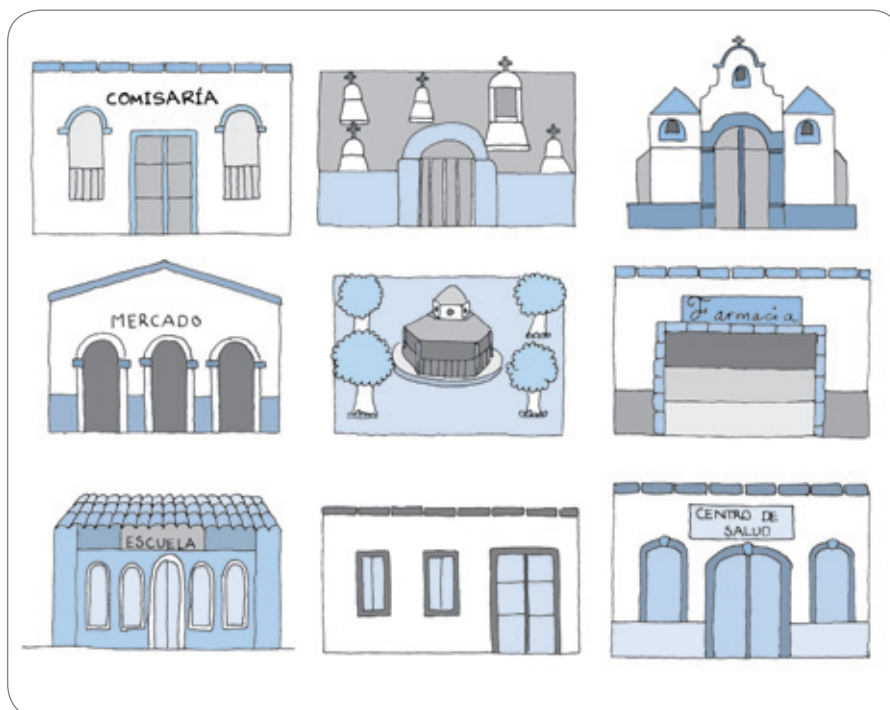 COMISARÍA
MERCADO
Farmacia
ESCUELA
CENTRO DE
SALUD